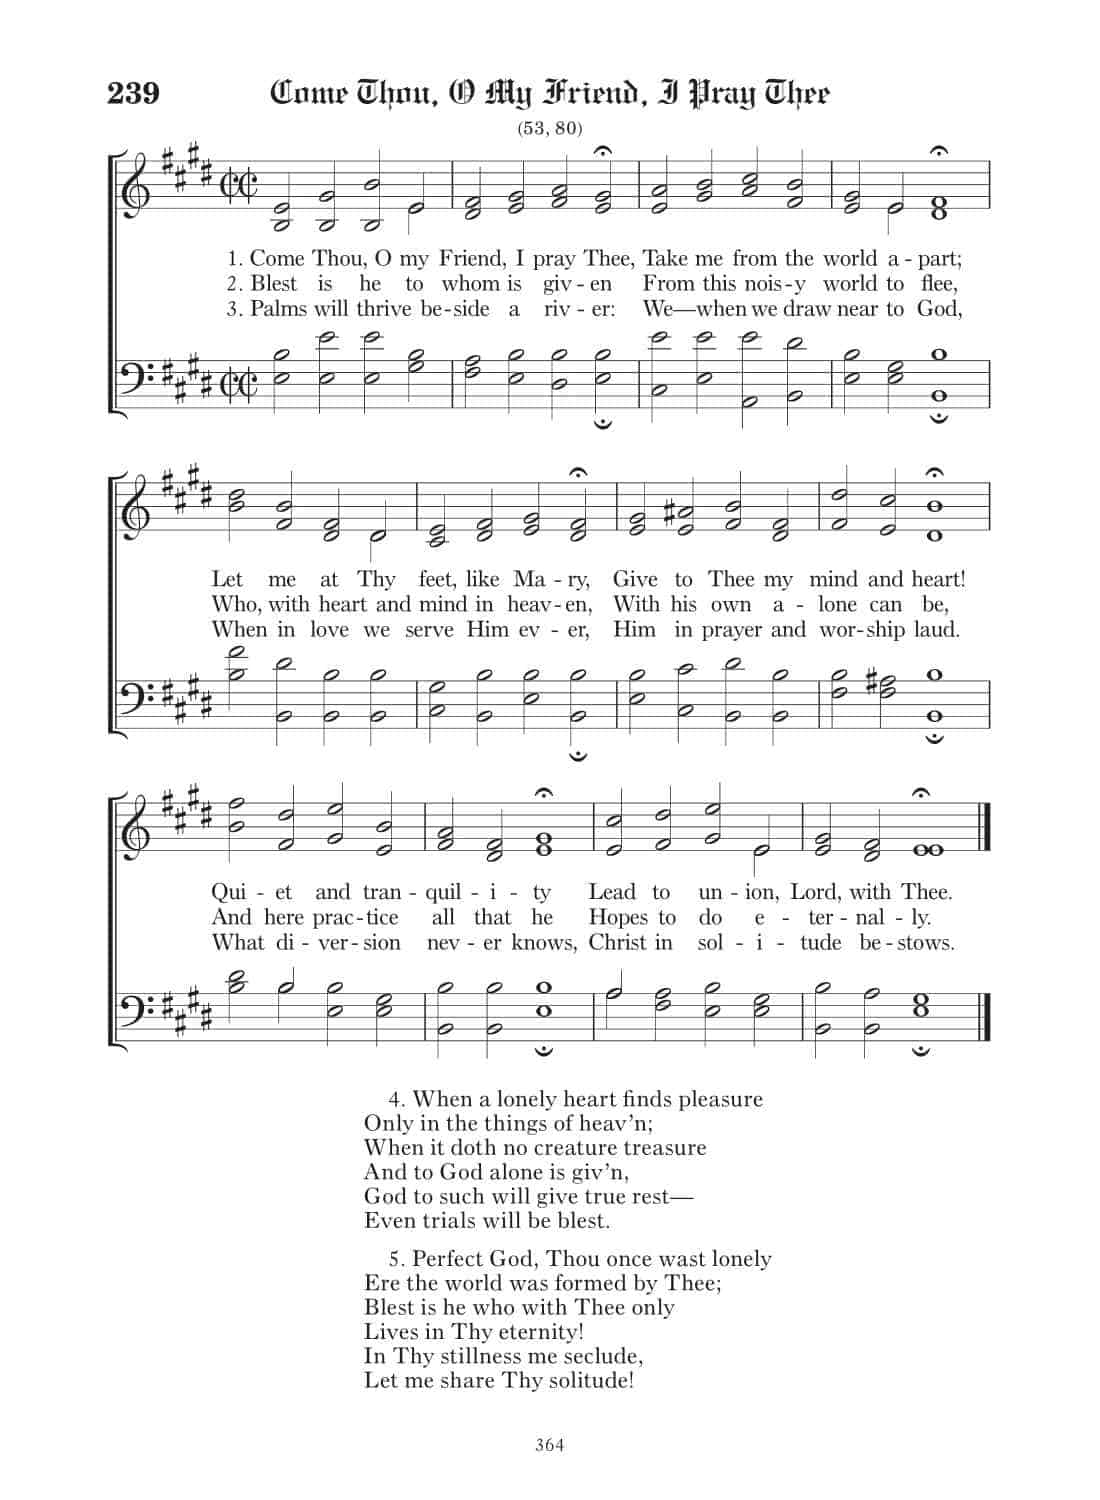 239 Come Thou, O My Friend, I Pray Thee
(53, 80)
1. Come Thou, O my Friend, I pray Thee, Take me from the world a - part;
2. Blest is he to whom is giv - en From this nois - y world to flee,
3. Palms will thrive be - side a riv - er: We—when we draw near to God,
Let me at Thy feet, like Ma - ry, Give to Thee my mind and heart!
Who, with heart and mind in heav - en, With his own a - lone can be,
When in love we serve Him ev - er, Him in prayer and wor - ship laud.
Qui - et and tran - quil - i - ty Lead to un - ion, Lord, with Thee.
And here prac - tice all that he Hopes to do e - ter - nal - ly.
What di - ver - sion nev - er knows, Christ in sol - i - tude be - stows.
4. When a lonely heart finds pleasure
Only in the things of heav'n;
When it doth no creature treasure
And to God alone is giv'n,
God to such will give true rest—
Even trials will be blest.
5. Perfect God, Thou once wast lonely
Ere the world was formed by Thee;
Blest is he who with Thee only
Lives in Thy eternity!
In Thy stillness me seclude,
Let me share Thy solitude!
364